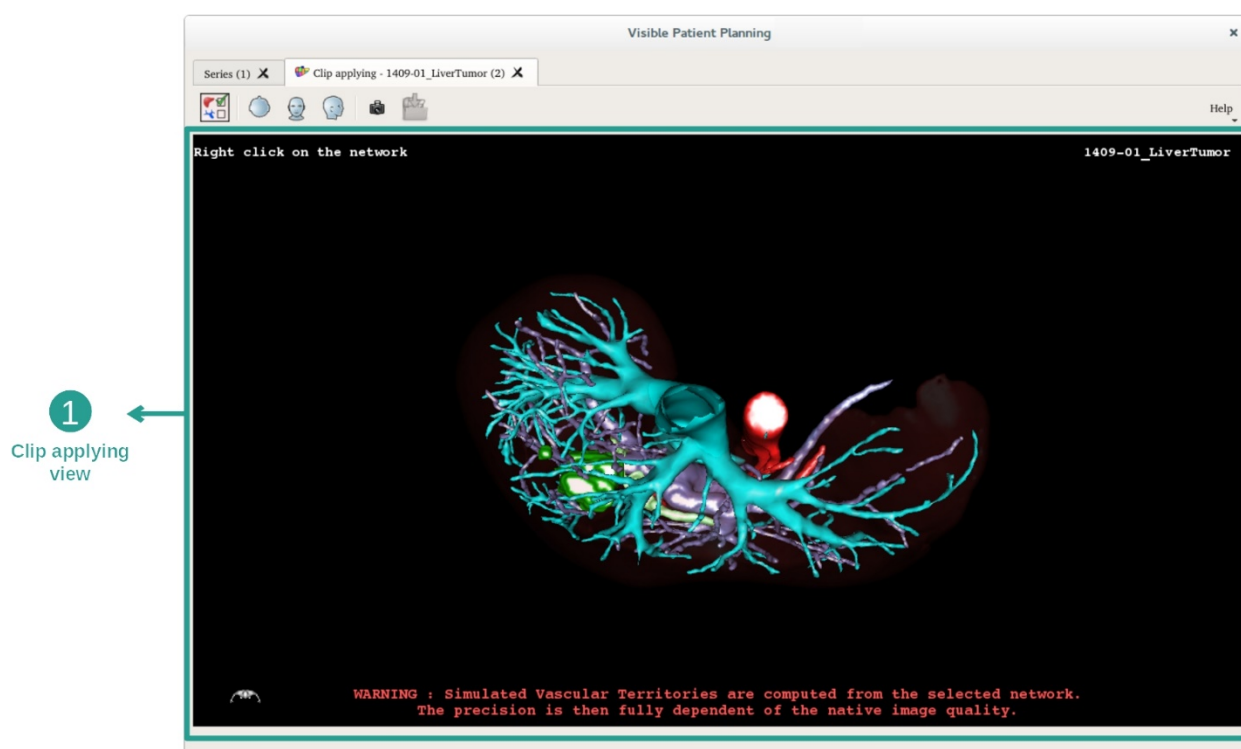 Visible Patient Planning
Series (1)
Clip applying - 1409-01_LiverTumor (2)
Help
Right click on the network
1409-01_LiverTumor
1
Clip applying
view
WARNING : Simulated Vascular Territories are computed from the selected network.
The precision is then fully dependent of the native image quality.